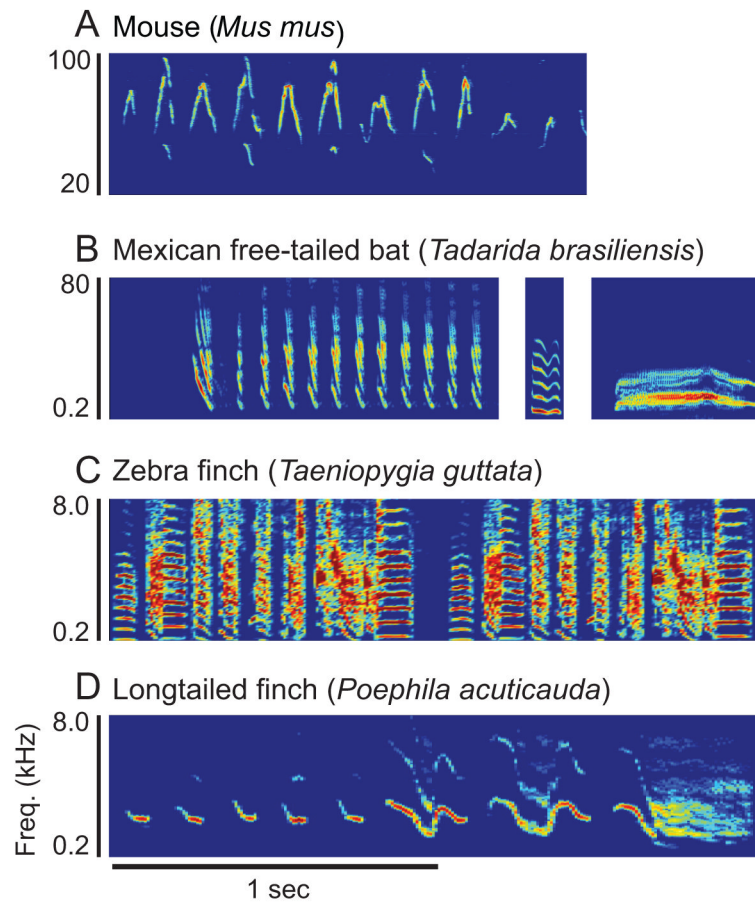 A Mouse (Mus mus)
100
20
B Mexican free-tailed bat (Tadarida brasiliensis)
80
0.2
C Zebra finch (Taeniopygia guttata)
8.0
0.2
D Longtailed finch (Poephila acuticauda)
8.0
Freq. (kHz)
0.2
1 sec